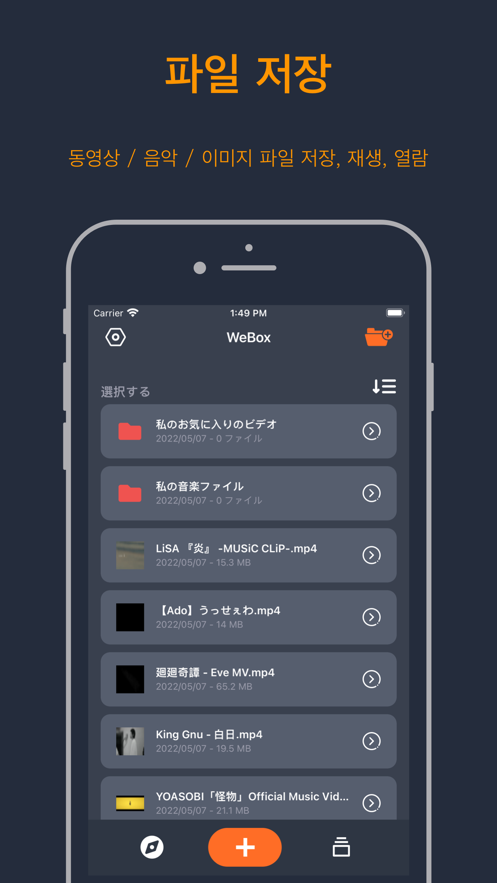 파일 저장
동영상 / 음악 / 이미지 파일 저장, 재생, 열람
Carrier 1:49 PM
WeBox
選択する
私のお気に入りのビデオ
2022/05/07 - 0 ファイル
私の音楽ファイル
2022/05/07 - 0 ファイル
LiSA 『炎』 -MUSiC CLiP-.mp4
2022/05/07 - 15.3 MB
【Ado】うっせぇわ.mp4
2022/05/07 - 14 MB
廻廻奇譚 - Eve MV.mp4
2022/05/07 - 65.2 MB
King Gnu - 白日.mp4
2022/05/07 - 19.5 MB
YOASOBI「怪物」Official Music Vid...
2022/05/07 - 21.1 MB